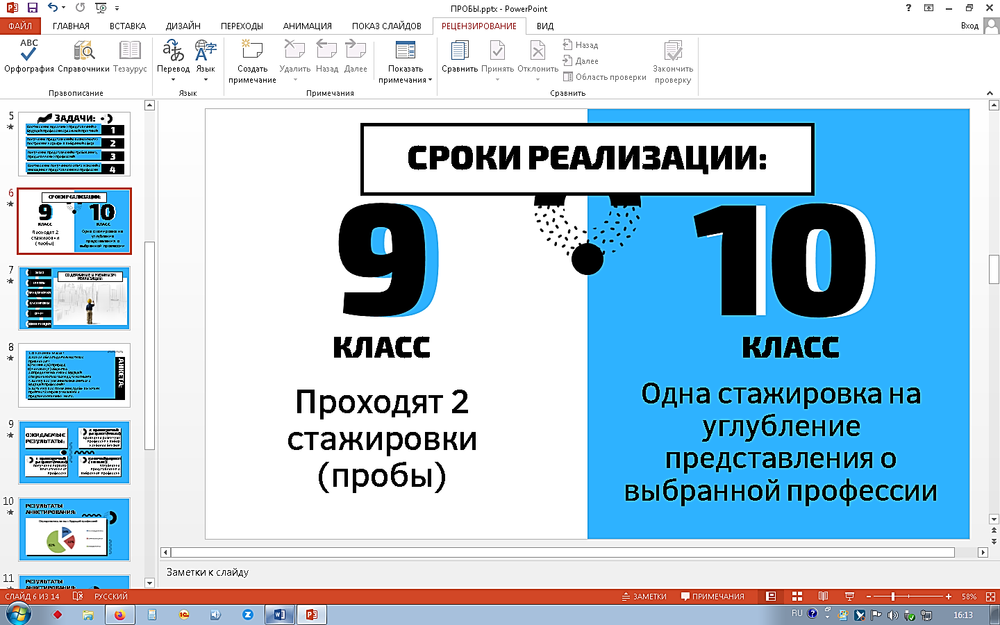 ПРОБЫ.pptx - PowerPoint
ФАЙЛ ГЛАВНАЯ ВСТАВКА ДИЗАЙН ПЕРЕХОДЫ АНИМАЦИЯ ПОКАЗ СЛАЙДОВ РЕЦЕНЗИРОВАНИЕ ВИД Вход
ABC
Орфография Справочники Тезаурус
Правописание
Перевод Язык
Язык
Создать примечание
Удалить Назад Далее
Показать примечания
Примечания
Сравнить Принять Отклонить
Назад
Далее
Область проверки
Закончить проверку
Сравнить
5
ЗАДАЧИ:
1
2
3
4
6
СРОКИ РЕАЛИЗАЦИИ:
9 10
КЛАСС КЛАСС
Проходят 2
стажировки
(пробы)
Одна стажировка на
углубление
представления о
выбранной профессии
7
СОДЕРЖАНИЕ И МЕХАНИЗМ
РЕАЛИЗАЦИИ:
8
АНКЕТА:
9
ОЖИДАЕМЫЕ
РЕЗУЛЬТАТЫ:
10
РЕЗУЛЬТАТЫ
АНКЕТИРОВАНИЯ:
11
РЕЗУЛЬТАТЫ
АНКЕТИРОВАНИЯ:
СРОКИ РЕАЛИЗАЦИИ:
9
КЛАСС
Проходят 2
стажировки
(пробы)
10
КЛАСС
Одна стажировка на
углубление
представления о
выбранной профессии
Заметки к слайду
СЛАЙД 6 ИЗ 14 РУССКИЙ ЗАМЕТКИ ПРИМЕЧАНИЯ 58%
RU 16:13